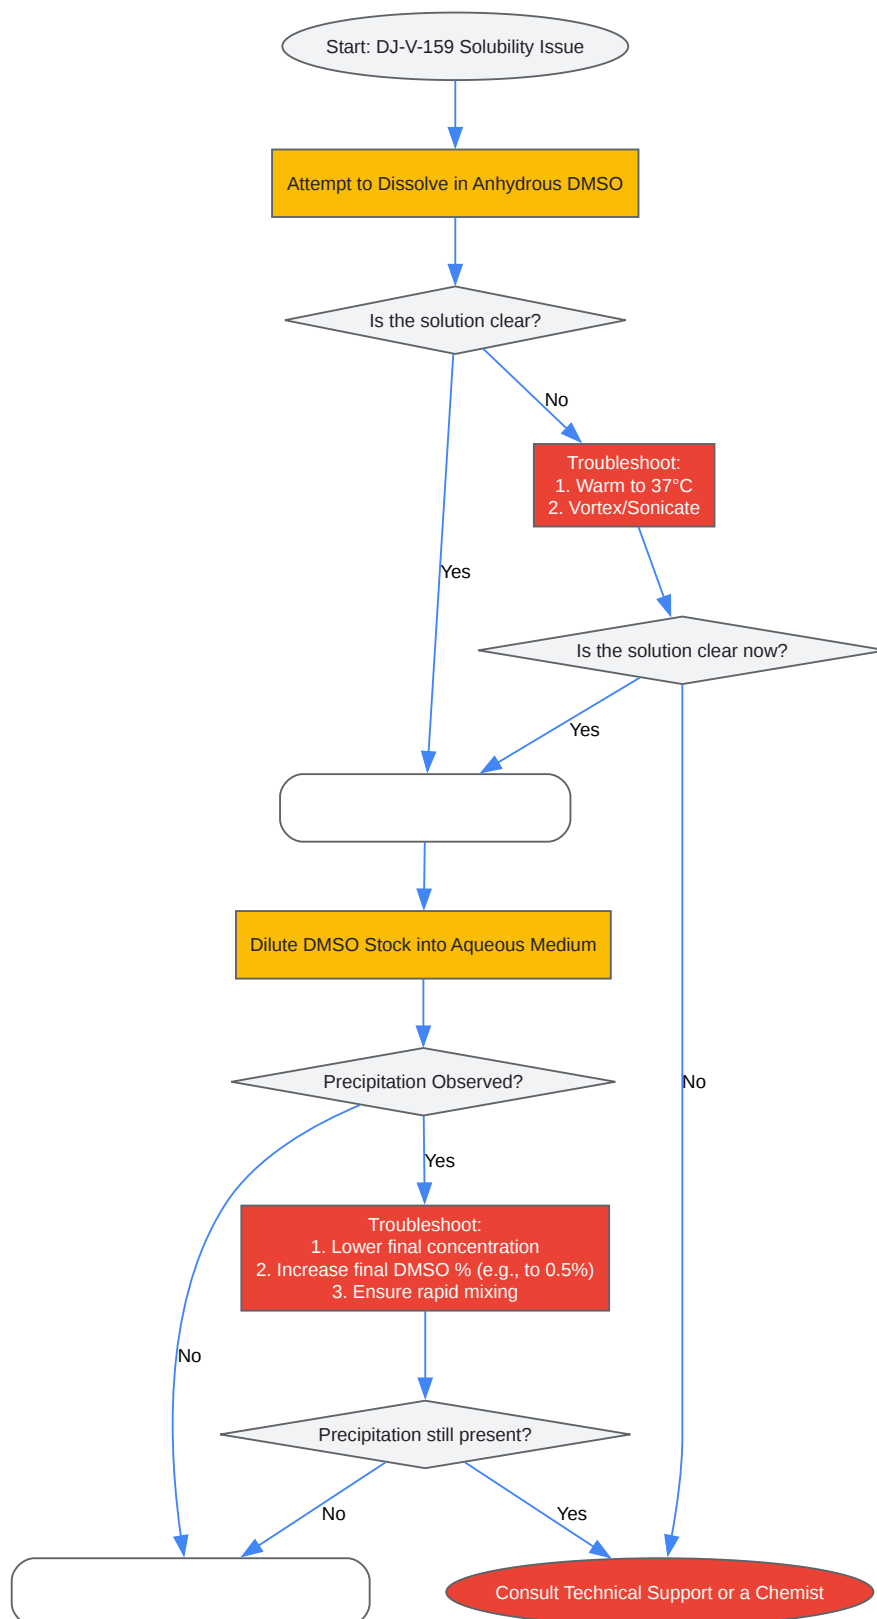 Start: DJ-V-159 Solubility Issue
Attempt to Dissolve in Anhydrous DMSO
Is the solution clear?
No
Troubleshoot:
1. Warm to 37°C
2. Vortex/Sonicate
Yes
Is the solution clear now?
Yes
Dilute DMSO Stock into Aqueous Medium
Precipitation Observed?
No
Yes
Troubleshoot:
1. Lower final concentration
2. Increase final DMSO % (e.g., to 0.5%)
3. Ensure rapid mixing
No
Precipitation still present?
No
Yes
Consult Technical Support or a Chemist